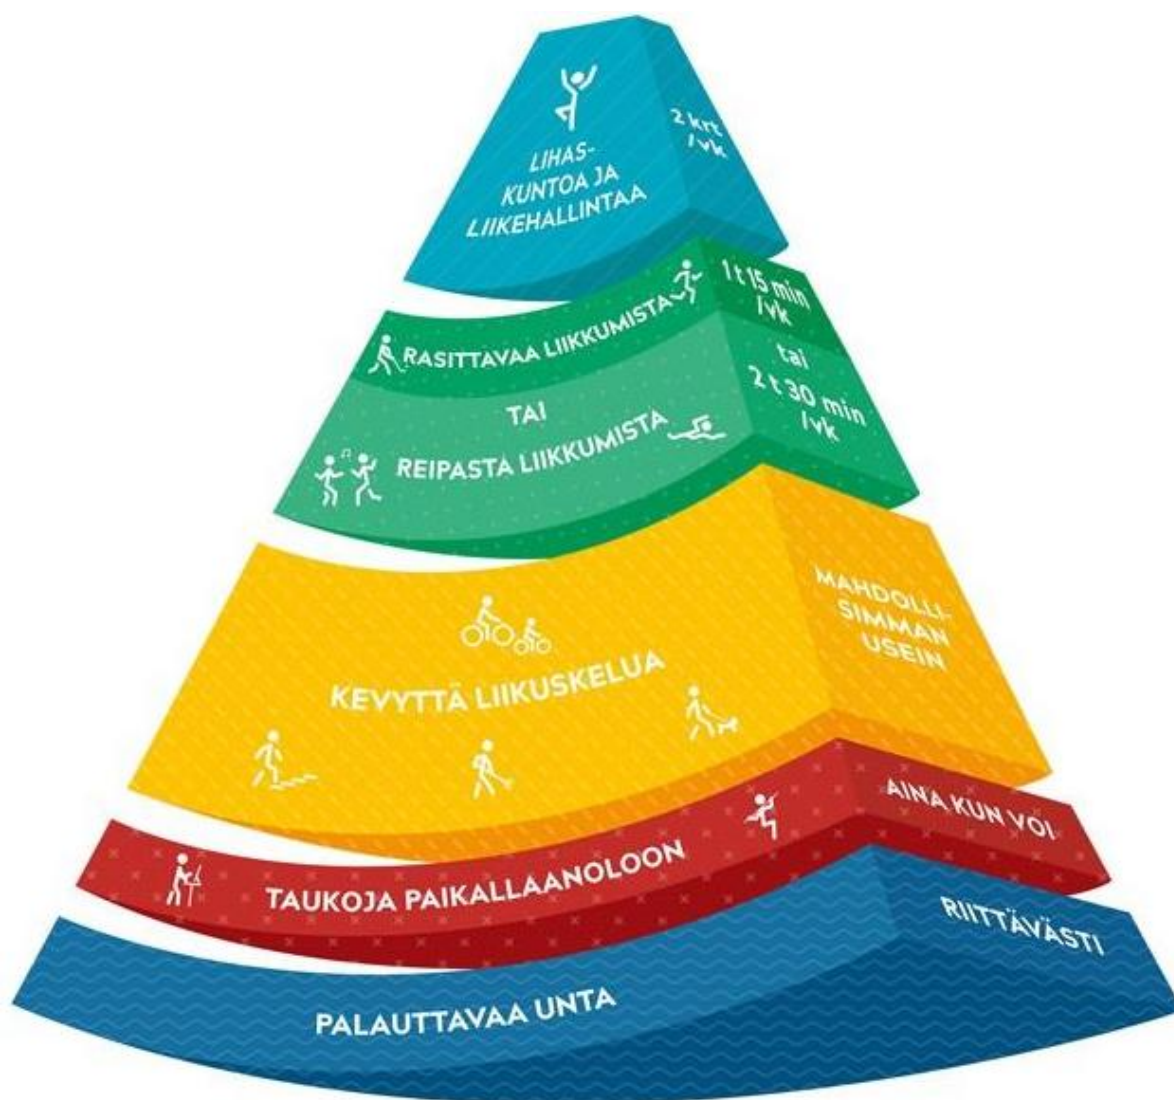 LIHAS-
KUNTOA JA
LIIKEHALLINTAA
2 krt
/vk
RASITTAVAA LIIKKUMISTA
1 t 15 min
/vk
TAI
REIPASTA LIIKKUMISTA
tai
2 t 30 min
/vk
KEVYTTÄ LIIKUSKELUA
MAHDOLLI-
SIMMAN
USEIN
TAUKOJA PAIKALLAANOLOON
AINA KUN VOI
PALAUTTAVAA UNTA
RIITTÄVÄSTI